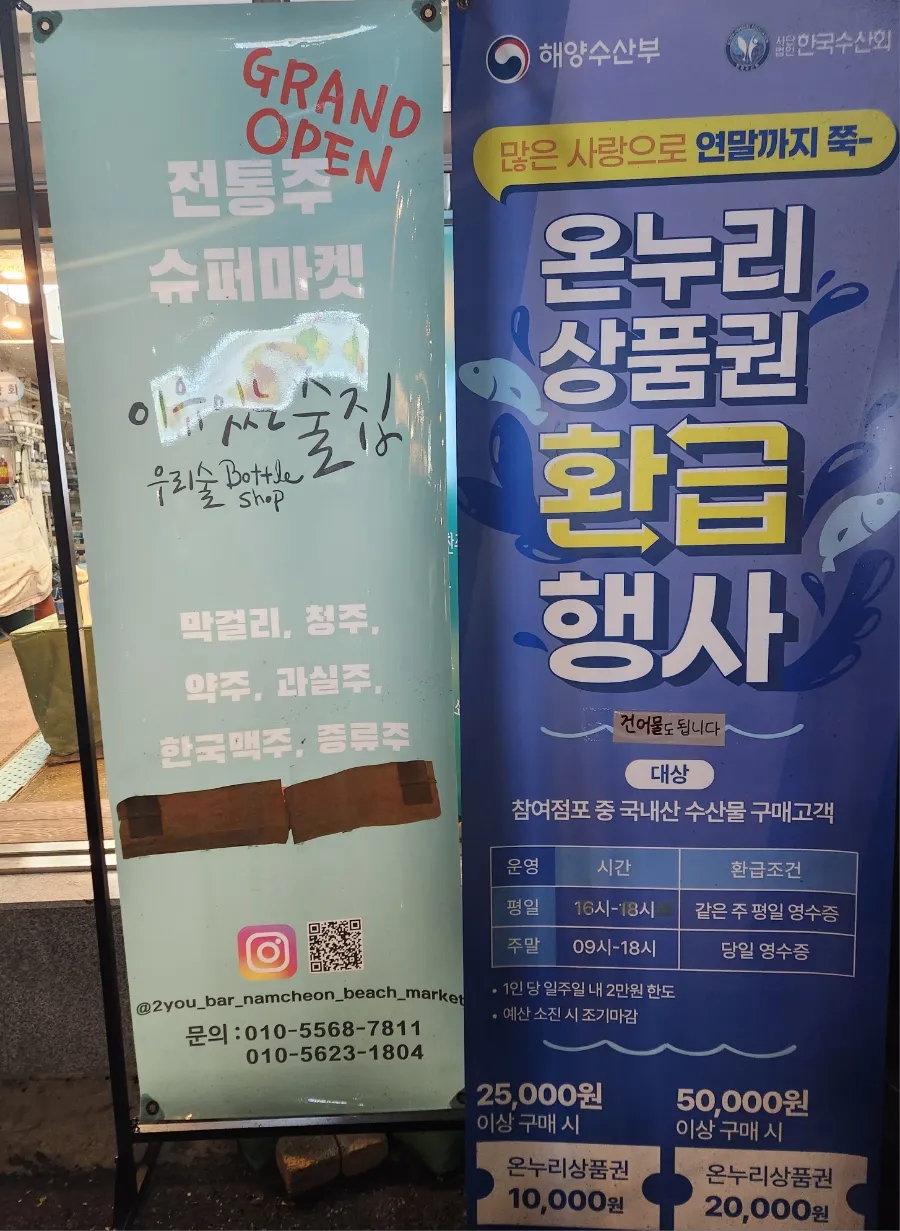 GRAND
OPEN
전통주
슈퍼마켓
이유있는 술집
우리술 Bottle
shop
막걸리, 청주,
약주, 과실주,
한국맥주, 증류주
@2you_bar_namcheon_beach_market
문의 : 010-5568-7811
010-5623-1804
해양수산부
사단법인 한국수산회
많은 사랑으로 연말까지 쭉-
온누리
상품권
환급
행사
건어물도 됩니다
대상
참여점포 중 국내산 수산물 구매고객
운영 시간 환급조건
평일 16시-18시 같은 주 평일 영수증
주말 09시-18시 당일 영수증
• 1인 당 일주일 내 2만원 한도
• 예산 소진 시 조기마감
25,000원
이상 구매 시
온누리상품권
10,000원
50,000원
이상 구매 시
온누리상품권
20,000원